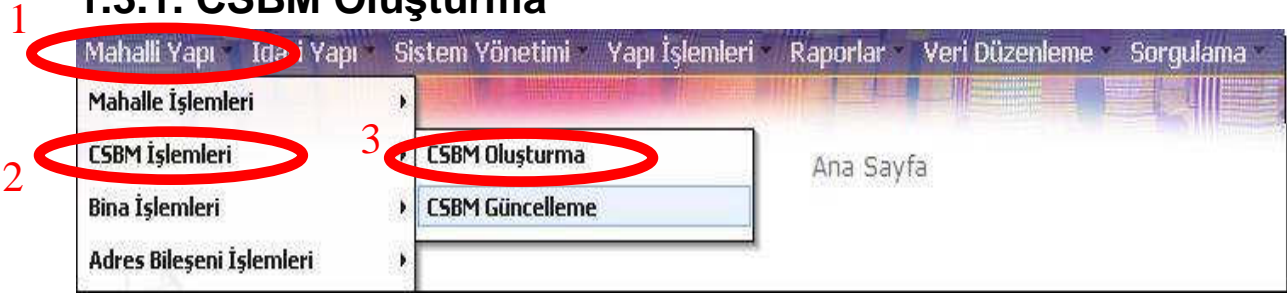 1.3.1. CSBM Oluşturma
1
Mahalli Yapı İdari Yapı Sistem Yönetimi Yapı İşlemleri Raporlar Veri Düzenleme Sorgulama
Mahalle İşlemleri
2
CSBM İşlemleri
3
CSBM Oluşturma
Ana Sayfa
Bina İşlemleri
CSBM Güncelleme
Adres Bileşeni İşlemleri